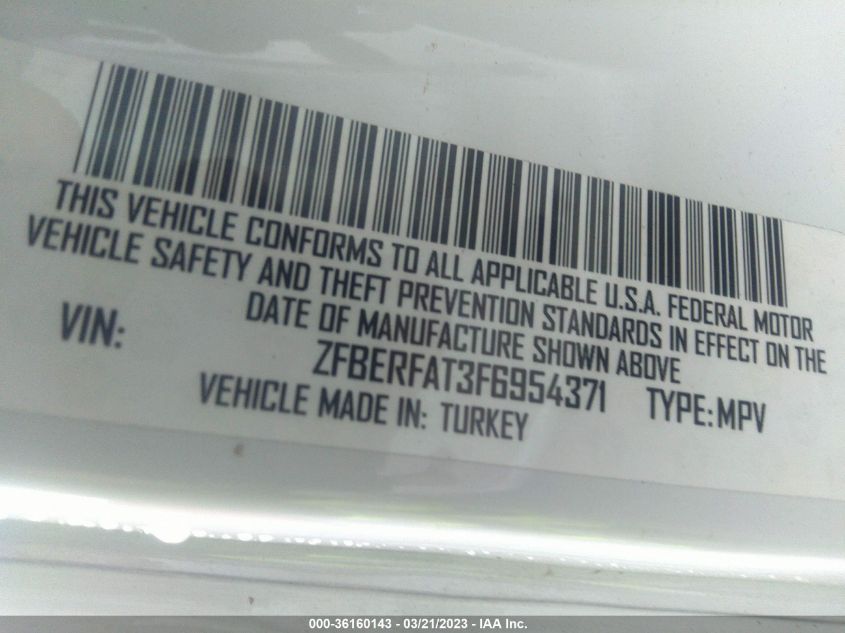 THIS VEHICLE CONFORMS TO ALL APPLICABLE U.S.A. FEDERAL MOTOR
VEHICLE SAFETY AND THEFT PREVENTION STANDARDS IN EFFECT ON THE
DATE OF MANUFACTURE SHOWN ABOVE
VIN: ZFBERFAT3F6954371 TYPE: MPV
VEHICLE MADE IN: TURKEY
000-36160143 - 03/21/2023 - IAA Inc.